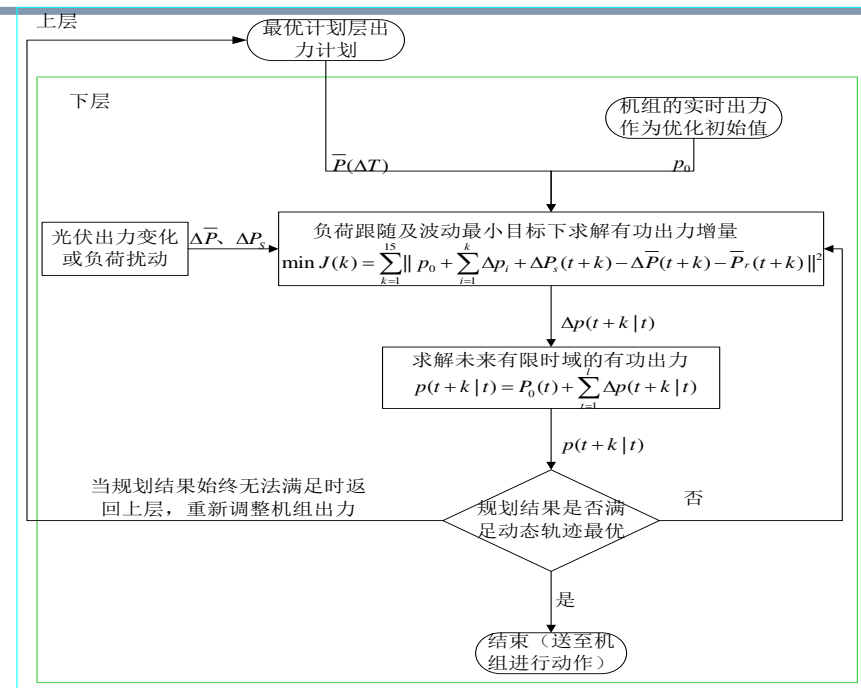 上层
最优计划层出
力计划
下层
机组的实时出力
作为优化初始值
P̅(ΔT)
p₀
光伏出力变化
或负荷扰动
ΔP̅、ΔPₛ
负荷跟随及波动最小目标下求解有功出力增量
min J(k) = ∑_{k=1}^{15} || p₀ + ∑_{i=1}^{k} Δp_i + ΔP_s(t+k) − ΔP̅(t+k) − P̅_r(t+k) ||²
Δp(t+k|t)
求解未来有限时域的有功出力
p(t+k|t) = P₀(t) + ∑_{t=1}^{l} Δp(t+k|t)
p(t+k|t)
当规划结果始终无法满足时返
回上层，重新调整机组出力
规划结果是否满
足动态轨迹最优
否
是
结束（送至机
组进行动作）